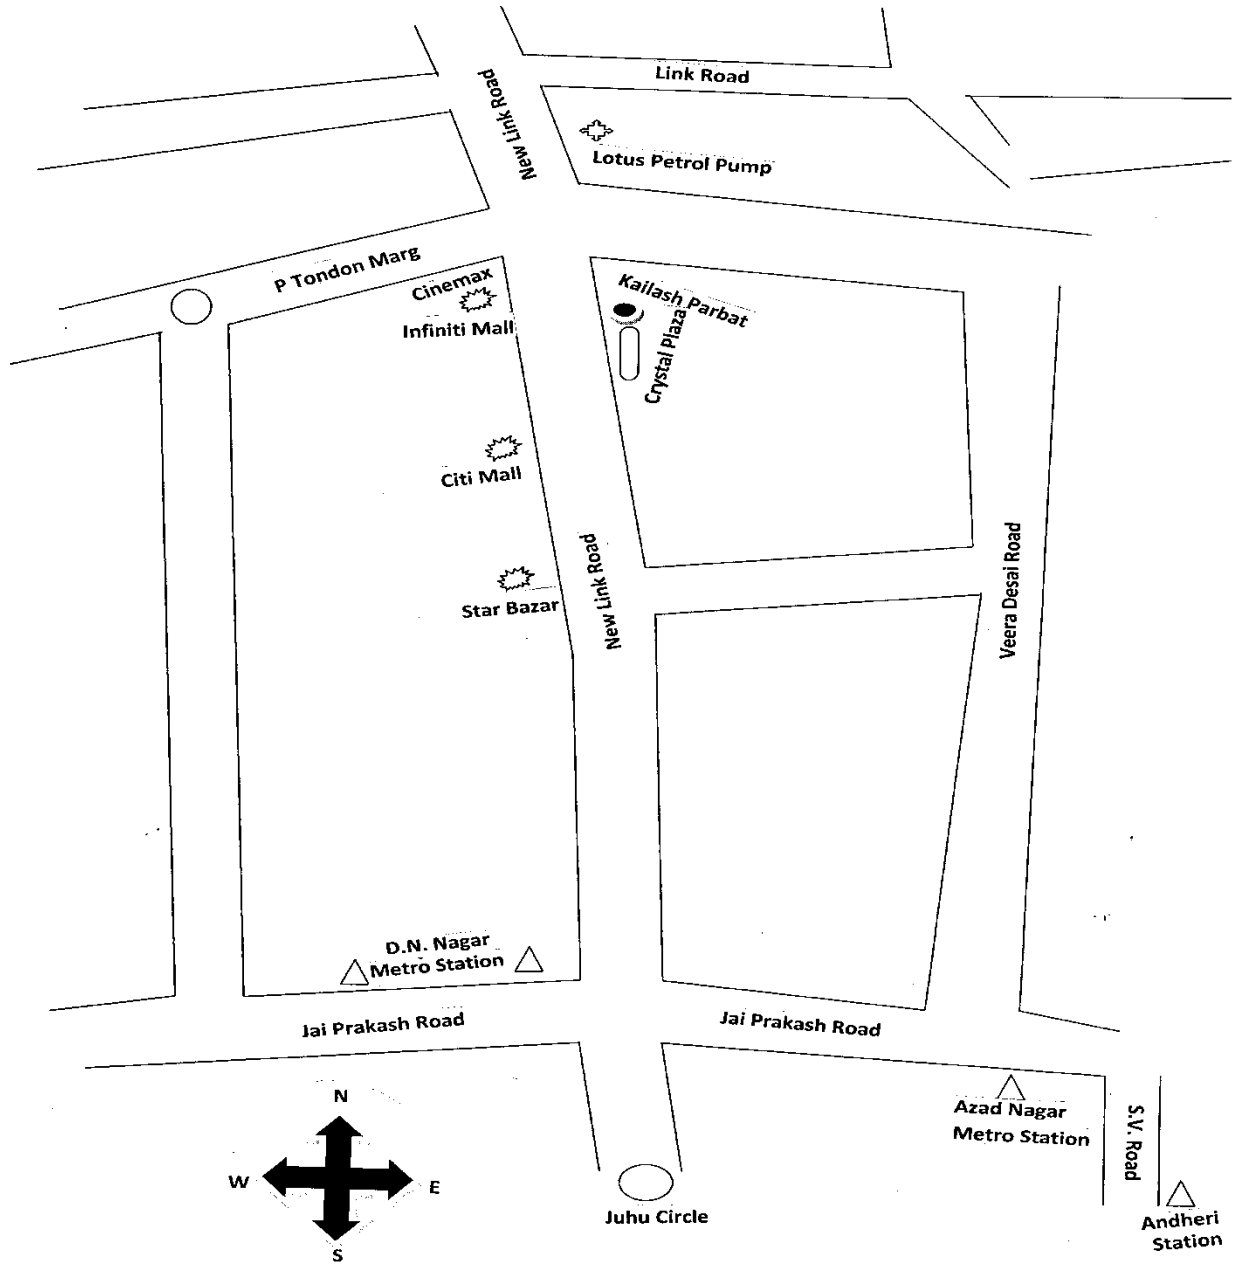 Link Road
New Link Road
Lotus Petrol Pump
P Tondon Marg
Cinemax
Infiniti Mall
Kailash Parbat
Crystal Plaza
Citi Mall
New Link Road
Star Bazar
Veera Desai Road
D.N. Nagar
Metro Station
Jai Prakash Road
Jai Prakash Road
N
W
E
S
Azad Nagar
Metro Station
S.V. Road
Juhu Circle
Andheri
Station